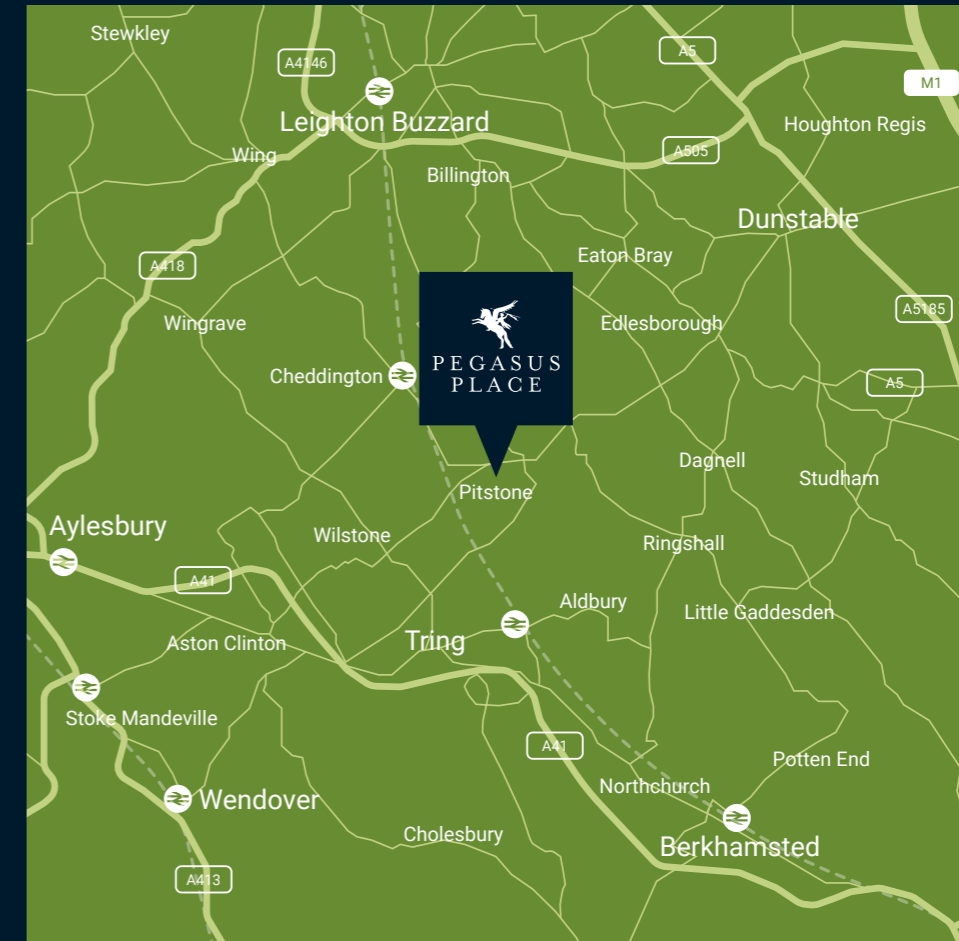 Stewkley
A4146
A5
M1
Leighton Buzzard
Houghton Regis
Wing
A505
Billington
Dunstable
Eaton Bray
A418
A5185
Wingrave
Edlesborough
PEGASUS
PLACE
Cheddington
A5
Dagnell
Studham
Pitstone
Aylesbury
Wilstone
Ringshall
A41
Aldbury
Little Gaddesden
Aston Clinton
Tring
Stoke Mandeville
A41
Potten End
Northchurch
Wendover
Cholesbury
Berkhamsted
A413